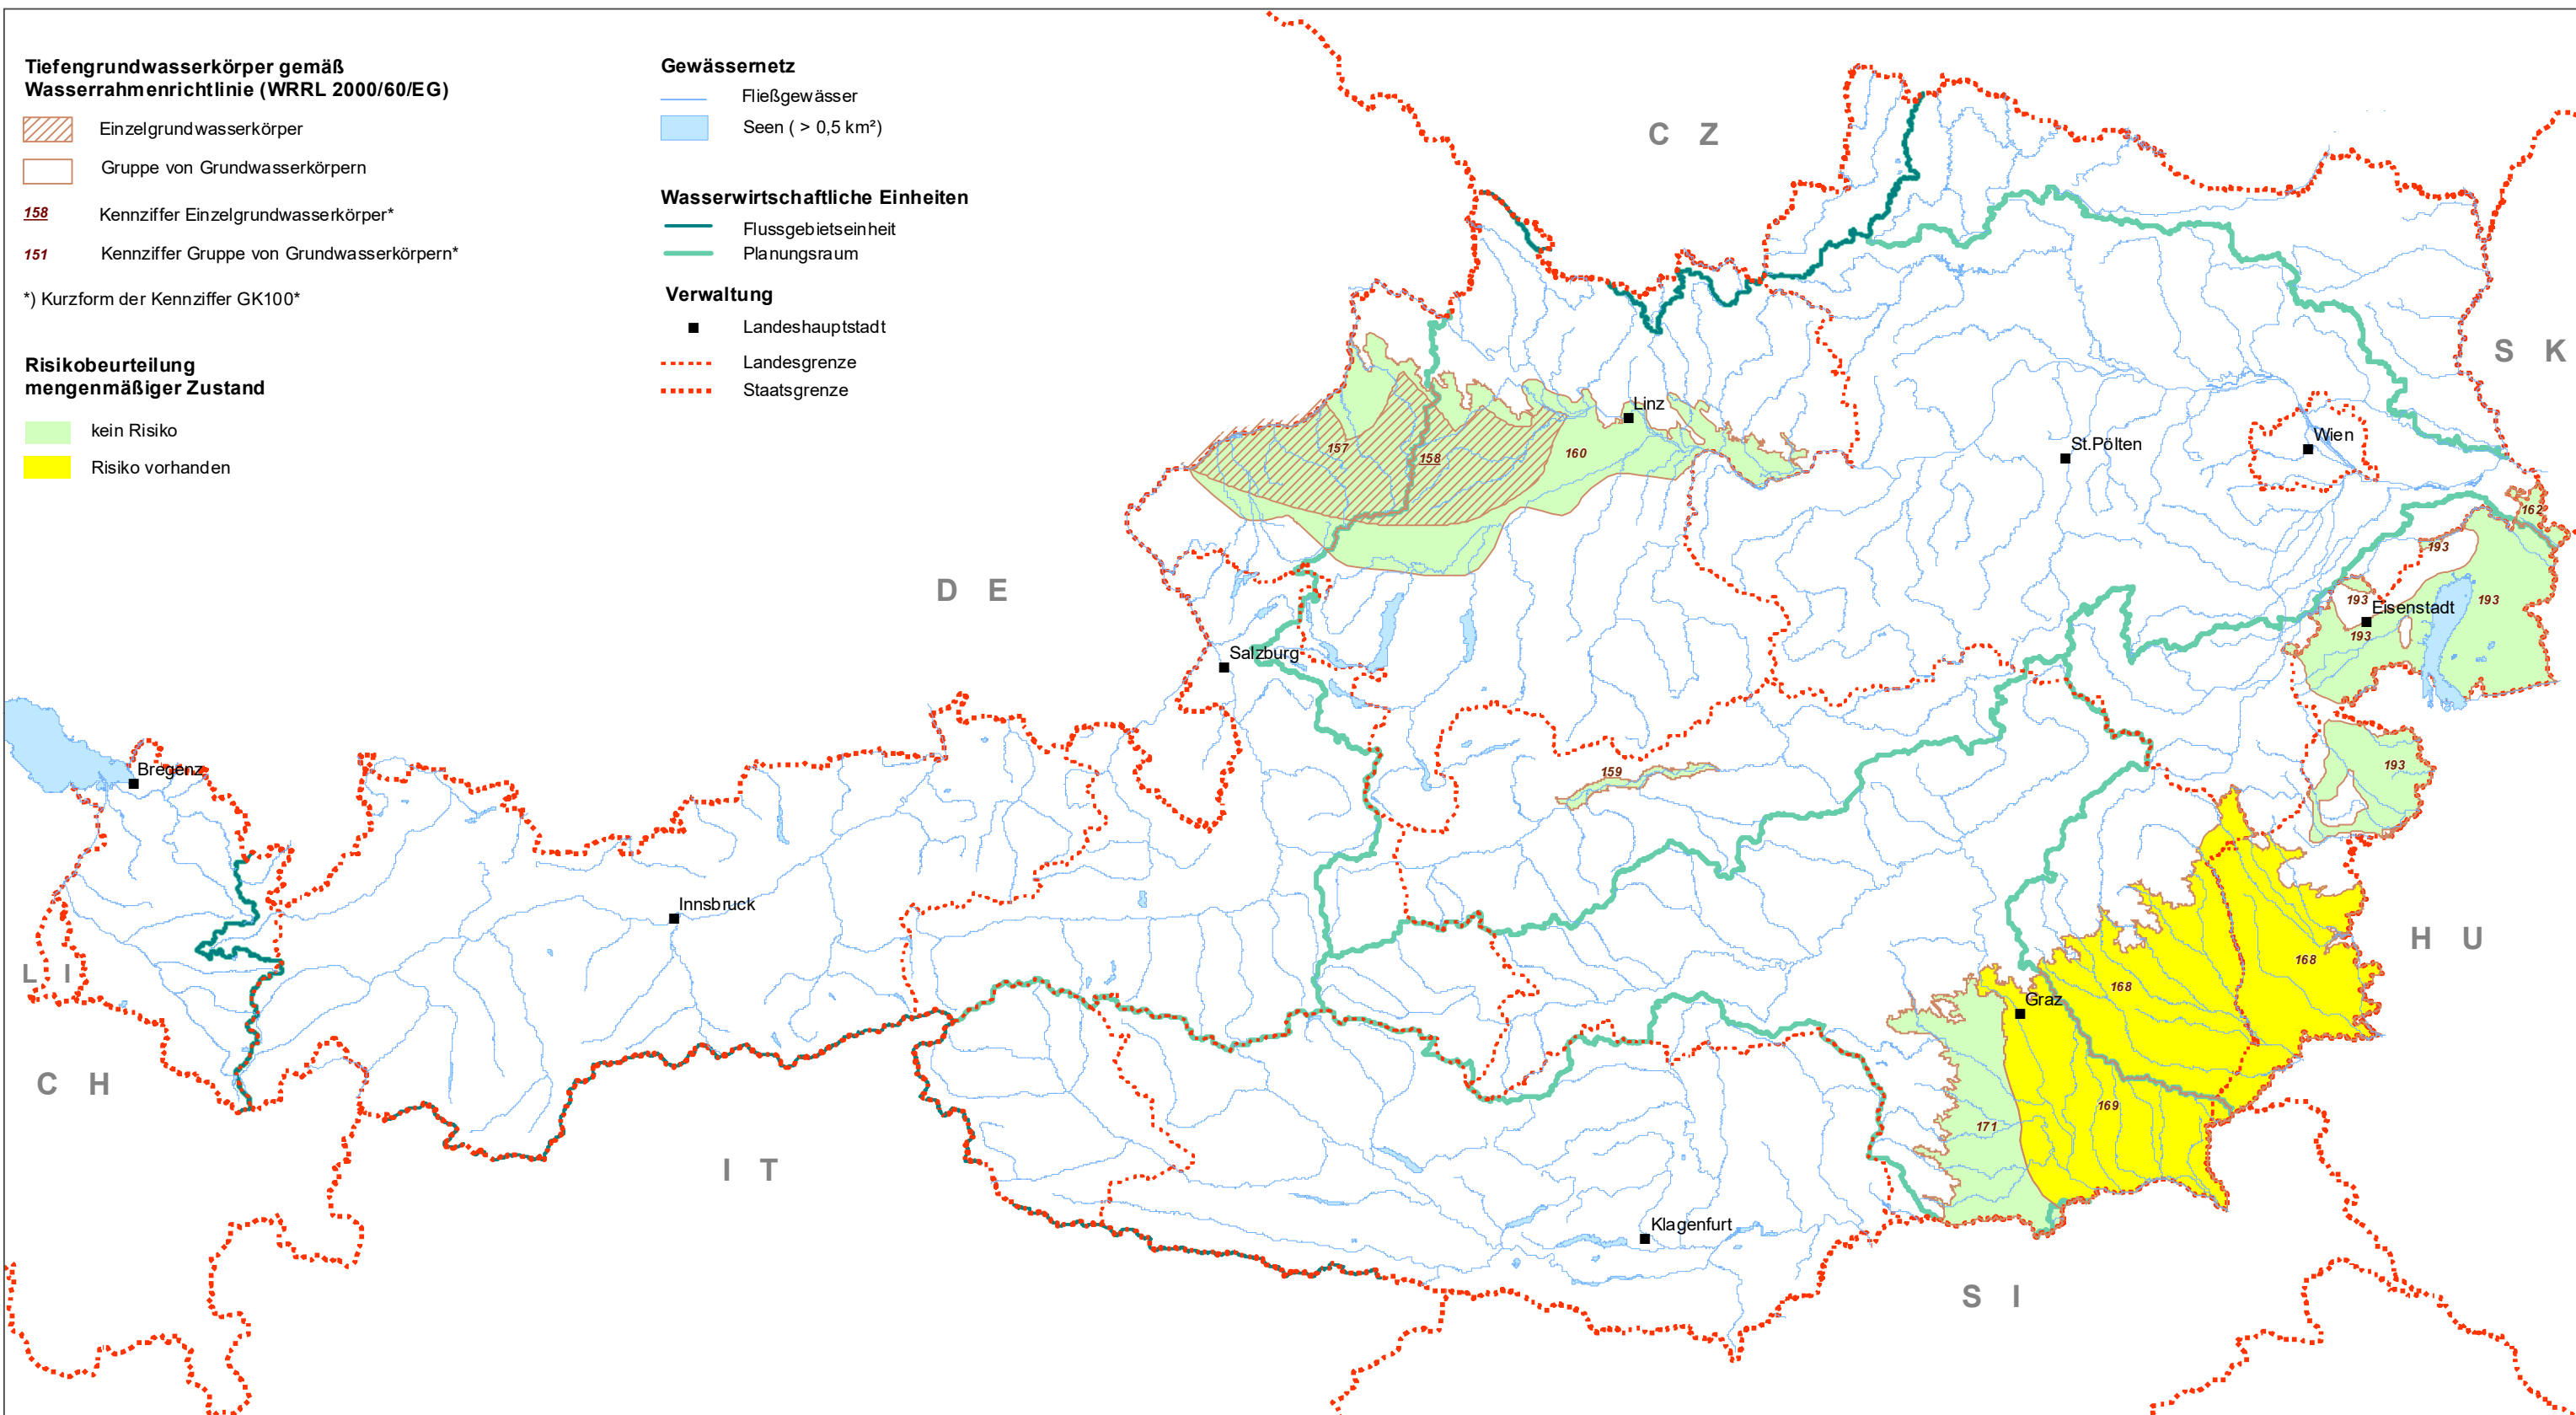 Tiefengrundwasserkörper gemäß
Wasserrahmenrichtlinie (WRRL 2000/60/EG)
Einzelgrundwasserkörper
Gruppe von Grundwasserkörpern
158 Kennziffer Einzelgrundwasserkörper*
151 Kennziffer Gruppe von Grundwasserkörpern*
*) Kurzform der Kennziffer GK100*
Risikobeurteilung
mengenmäßiger Zustand
kein Risiko
Risiko vorhanden
Gewässernetz
Fließgewässer
Seen ( > 0,5 km²)
Wasserwirtschaftliche Einheiten
Flussgebietseinheit
Planungsraum
Verwaltung
Landeshauptstadt
Landesgrenze
Staatsgrenze
C Z
S K
Linz
157
158
160
St.Pölten
Wien
162
193
D E
193
Eisenstadt
193
193
Salzburg
Bregenz
159
193
Innsbruck
H U
L I
168
168
Graz
C H
169
171
I T
Klagenfurt
S I